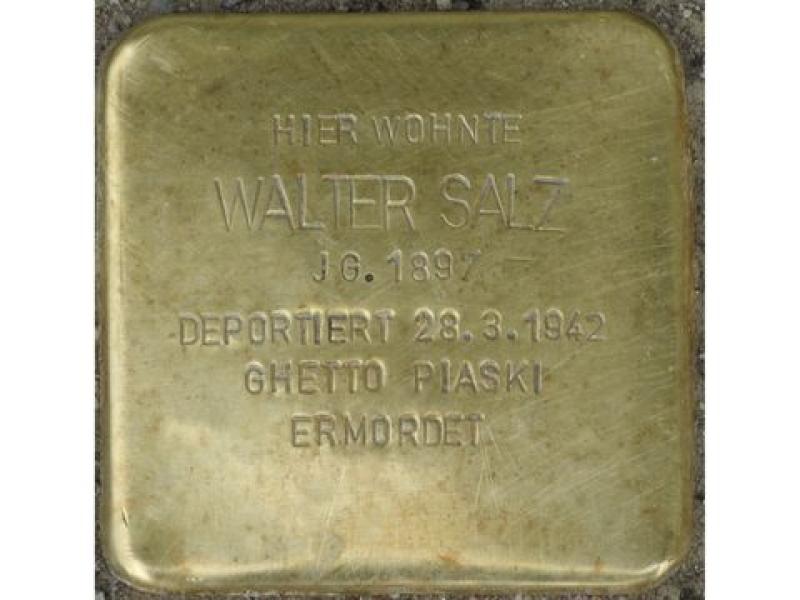 HIER WOHNTE
WALTER SALZ
JG. 1897
DEPORTIERT 28.3.1942
GHETTO PIASKI
ERMORDET